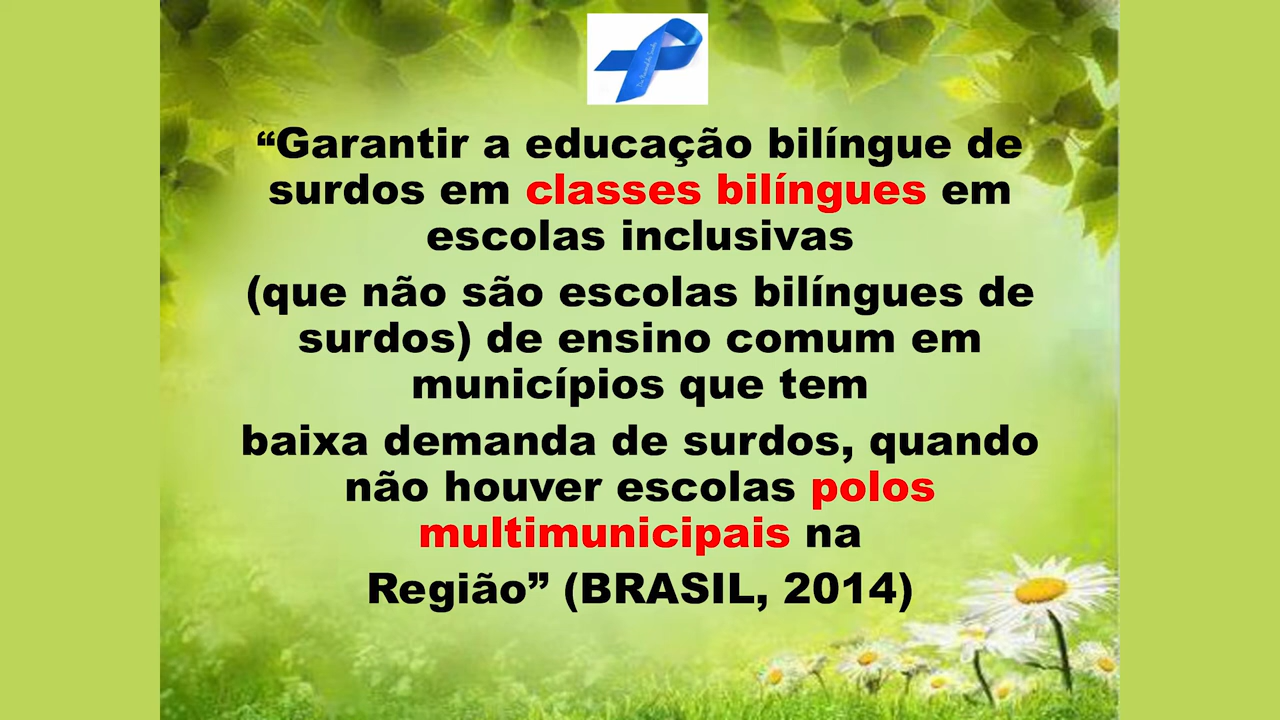 “Garantir a educação bilíngue de
surdos em classes bilíngues em
escolas inclusivas
(que não são escolas bilíngues de
surdos) de ensino comum em
municípios que tem
baixa demanda de surdos, quando
não houver escolas polos
multimunicipais na
Região” (BRASIL, 2014)